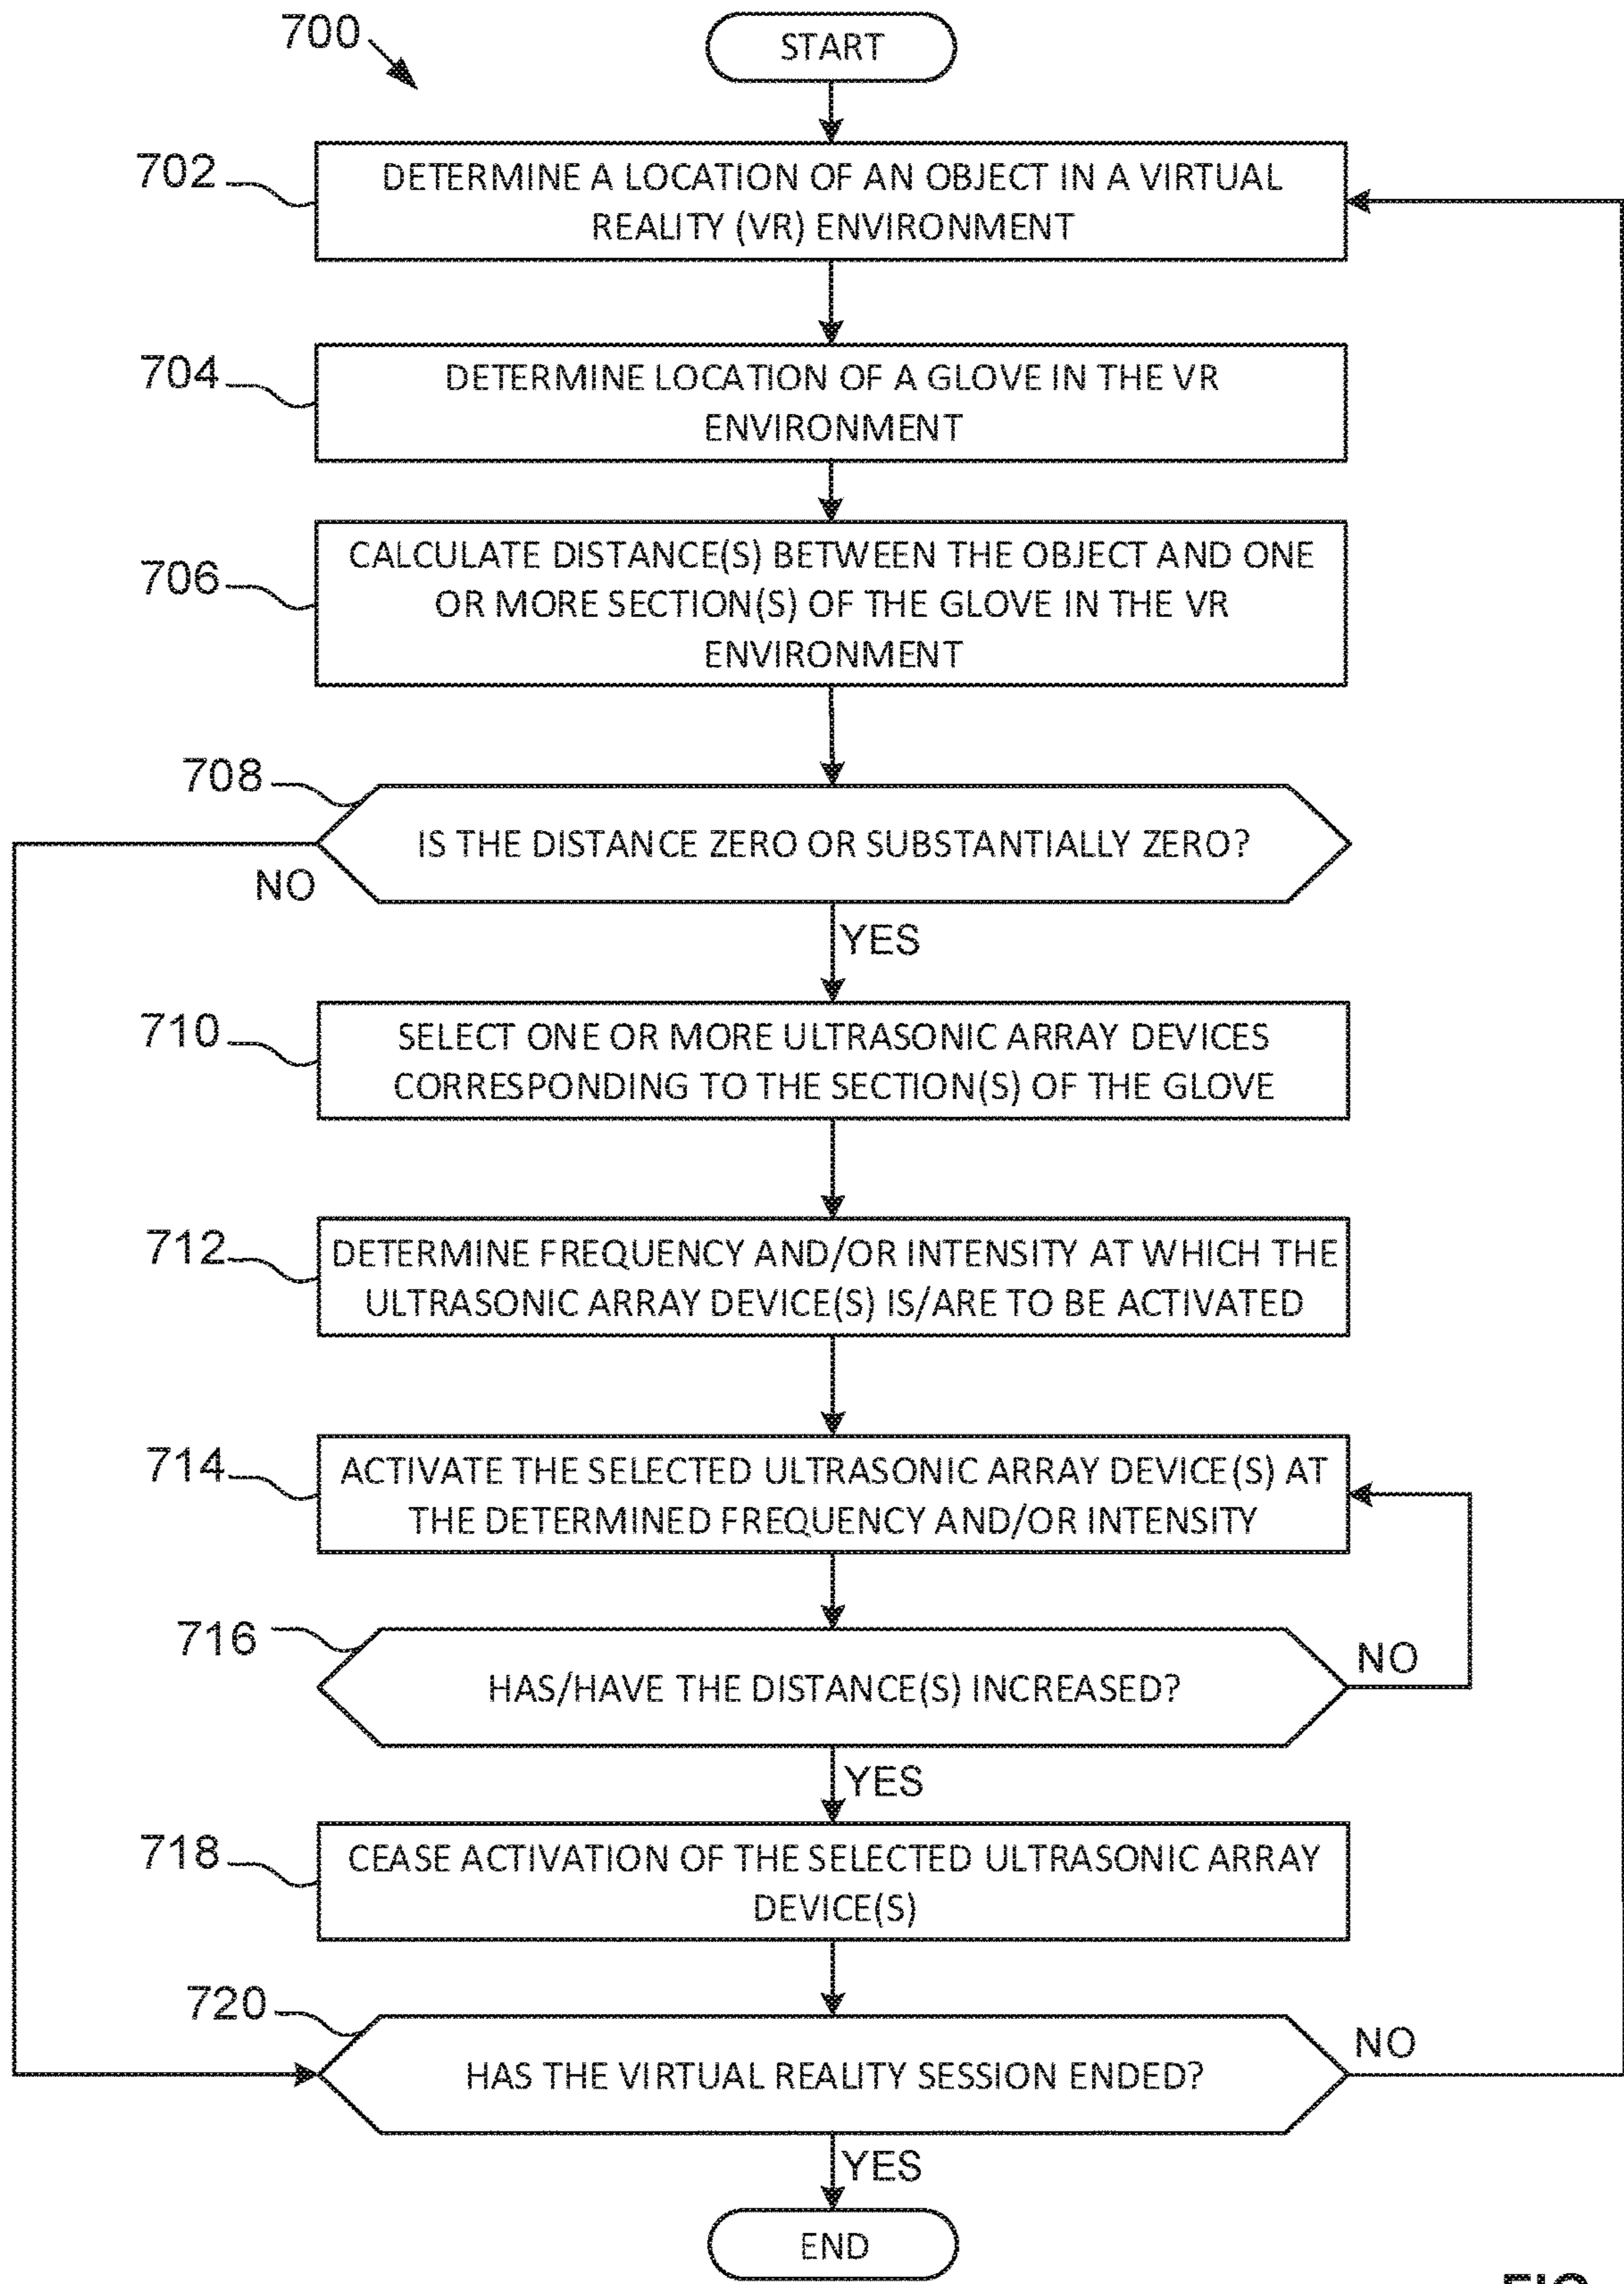 700
START
702
DETERMINE A LOCATION OF AN OBJECT IN A VIRTUAL
REALITY (VR) ENVIRONMENT
704
DETERMINE LOCATION OF A GLOVE IN THE VR
ENVIRONMENT
706
CALCULATE DISTANCE(S) BETWEEN THE OBJECT AND ONE
OR MORE SECTION(S) OF THE GLOVE IN THE VR
ENVIRONMENT
708
IS THE DISTANCE ZERO OR SUBSTANTIALLY ZERO?
NO
YES
710
SELECT ONE OR MORE ULTRASONIC ARRAY DEVICES
CORRESPONDING TO THE SECTION(S) OF THE GLOVE
712
DETERMINE FREQUENCY AND/OR INTENSITY AT WHICH THE
ULTRASONIC ARRAY DEVICE(S) IS/ARE TO BE ACTIVATED
714
ACTIVATE THE SELECTED ULTRASONIC ARRAY DEVICE(S) AT
THE DETERMINED FREQUENCY AND/OR INTENSITY
716
HAS/HAVE THE DISTANCE(S) INCREASED?
NO
YES
718
CEASE ACTIVATION OF THE SELECTED ULTRASONIC ARRAY
DEVICE(S)
720
HAS THE VIRTUAL REALITY SESSION ENDED?
NO
YES
END